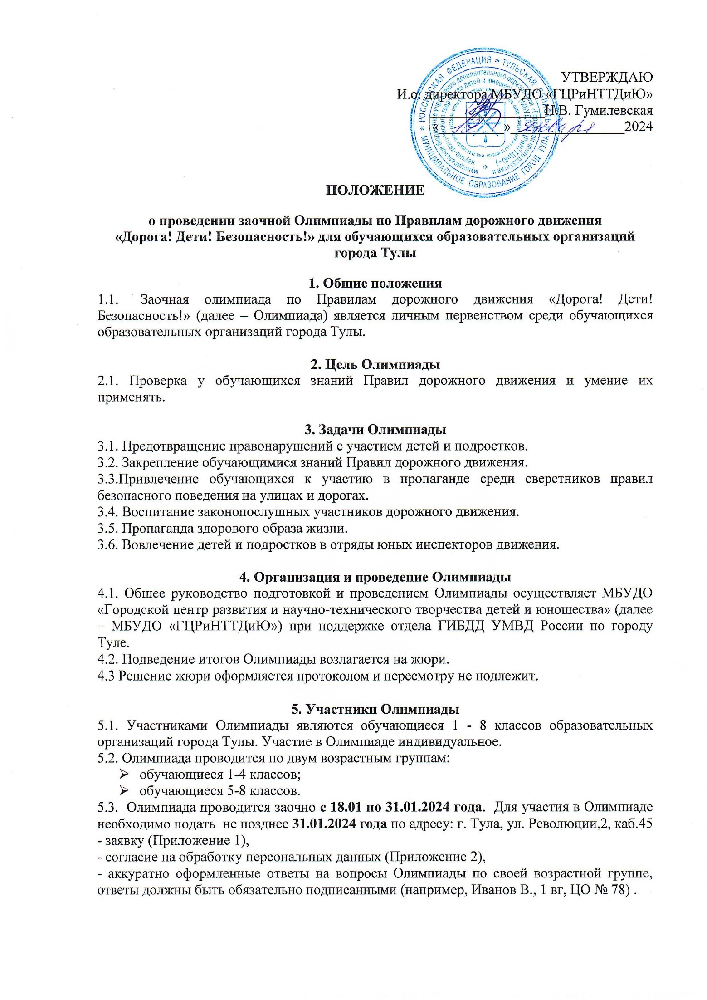 УТВЕРЖДАЮ
И.о. директора МБУДО «ГЦРиНТТДиЮ»
Н.В. Гумилевская
« » января 2024
РОССИЙСКАЯ ФЕДЕРАЦИЯ * ТУЛЬСКАЯ ОБЛАСТЬ * МУНИЦИПАЛЬНОЕ ОБРАЗОВАНИЕ ГОРОД ТУЛА *
ПОЛОЖЕНИЕ
о проведении заочной Олимпиады по Правилам дорожного движения
«Дорога! Дети! Безопасность!» для обучающихся образовательных организаций
города Тулы
1. Общие положения
1.1. Заочная олимпиада по Правилам дорожного движения «Дорога! Дети!
Безопасность!» (далее – Олимпиада) является личным первенством среди обучающихся
образовательных организаций города Тулы.
2. Цель Олимпиады
2.1. Проверка у обучающихся знаний Правил дорожного движения и умение их
применять.
3. Задачи Олимпиады
3.1. Предотвращение правонарушений с участием детей и подростков.
3.2. Закрепление обучающимися знаний Правил дорожного движения.
3.3.Привлечение обучающихся к участию в пропаганде среди сверстников правил
безопасного поведения на улицах и дорогах.
3.4. Воспитание законопослушных участников дорожного движения.
3.5. Пропаганда здорового образа жизни.
3.6. Вовлечение детей и подростков в отряды юных инспекторов движения.
4. Организация и проведение Олимпиады
4.1. Общее руководство подготовкой и проведением Олимпиады осуществляет МБУДО
«Городской центр развития и научно-технического творчества детей и юношества» (далее
– МБУДО «ГЦРиНТТДиЮ») при поддержке отдела ГИБДД УМВД России по городу
Туле.
4.2. Подведение итогов Олимпиады возлагается на жюри.
4.3 Решение жюри оформляется протоколом и пересмотру не подлежит.
5. Участники Олимпиады
5.1. Участниками Олимпиады являются обучающиеся 1 - 8 классов образовательных
организаций города Тулы. Участие в Олимпиаде индивидуальное.
5.2. Олимпиада проводится по двум возрастным группам:
➢ обучающиеся 1-4 классов;
➢ обучающиеся 5-8 классов.
5.3. Олимпиада проводится заочно с 18.01 по 31.01.2024 года. Для участия в Олимпиаде
необходимо подать не позднее 31.01.2024 года по адресу: г. Тула, ул. Революции,2, каб.45
- заявку (Приложение 1),
- согласие на обработку персональных данных (Приложение 2),
- аккуратно оформленные ответы на вопросы Олимпиады по своей возрастной группе,
ответы должны быть обязательно подписанными (например, Иванов В., 1 вг, ЦО № 78) .